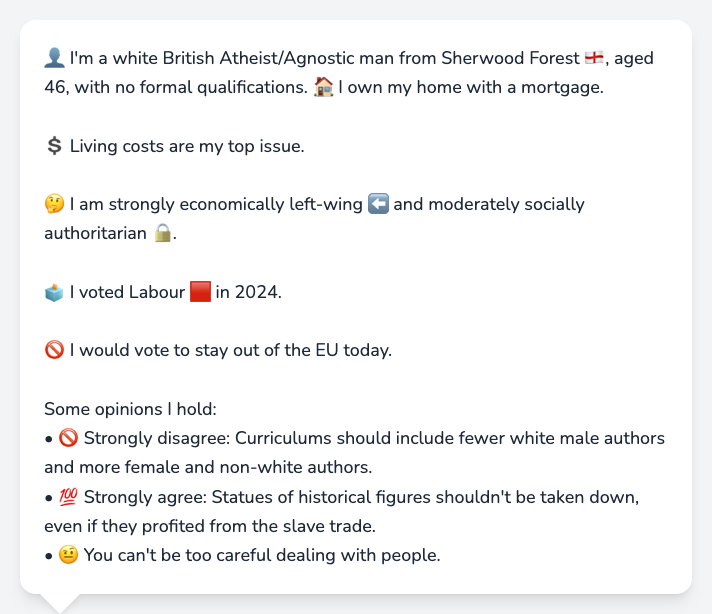 👤 I'm a white British Atheist/Agnostic man from Sherwood Forest 🏴󠁧󠁢󠁥󠁮󠁧󠁿, aged
46, with no formal qualifications. 🏠 I own my home with a mortgage.
💲 Living costs are my top issue.
🤔 I am strongly economically left-wing ⬅️ and moderately socially
authoritarian 🔒.
🗳️ I voted Labour 🟥 in 2024.
🚫 I would vote to stay out of the EU today.
Some opinions I hold:
• 🚫 Strongly disagree: Curriculums should include fewer white male authors
and more female and non-white authors.
• 💯 Strongly agree: Statues of historical figures shouldn't be taken down,
even if they profited from the slave trade.
• 🤨 You can't be too careful dealing with people.